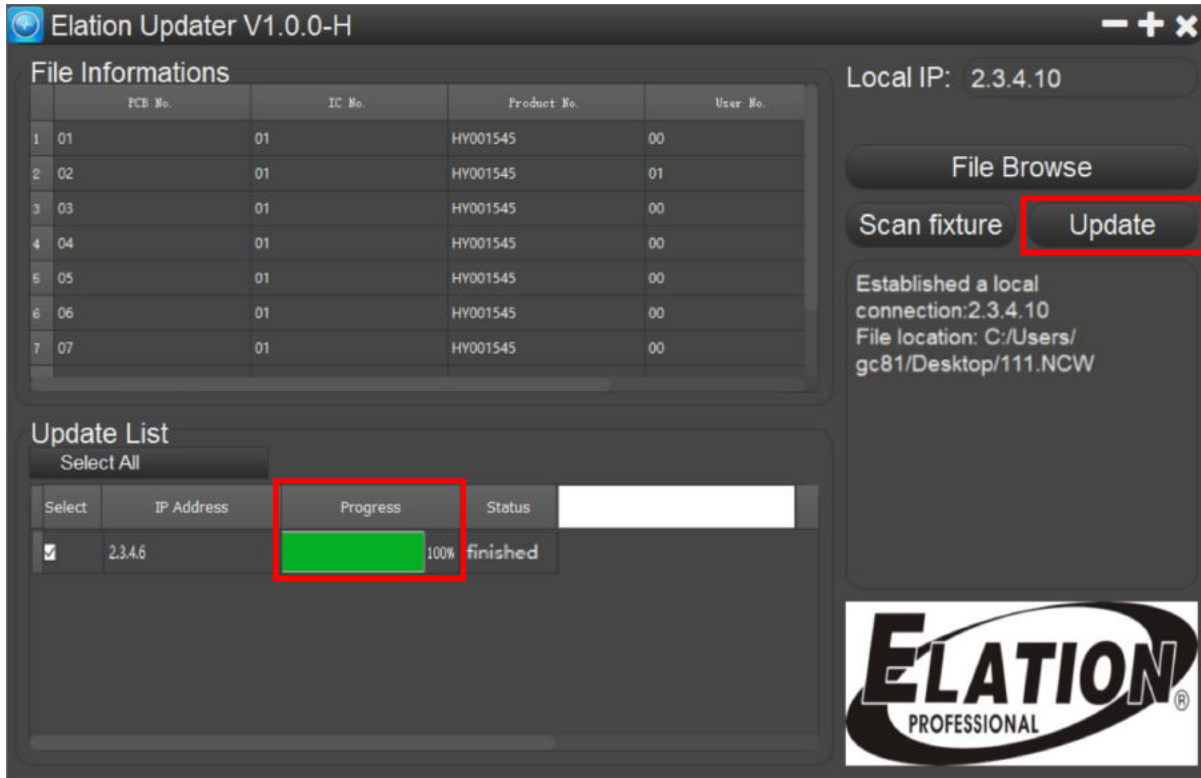 Elation Updater V1.0.0-H
File Informations
PCB No. IC No. Product No. User No.
1 01 01 HY001545 00
2 02 01 HY001545 01
3 03 01 HY001545 00
4 04 01 HY001545 00
5 05 01 HY001545 00
6 06 01 HY001545 00
7 07 01 HY001545 00
Update List
Select All
Select IP Address Progress Status
2.3.4.6 100% finished
Local IP: 2.3.4.10
File Browse
Scan fixture Update
Established a local
connection:2.3.4.10
File location: C:/Users/
gc81/Desktop/111.NCW
ELATION®
PROFESSIONAL